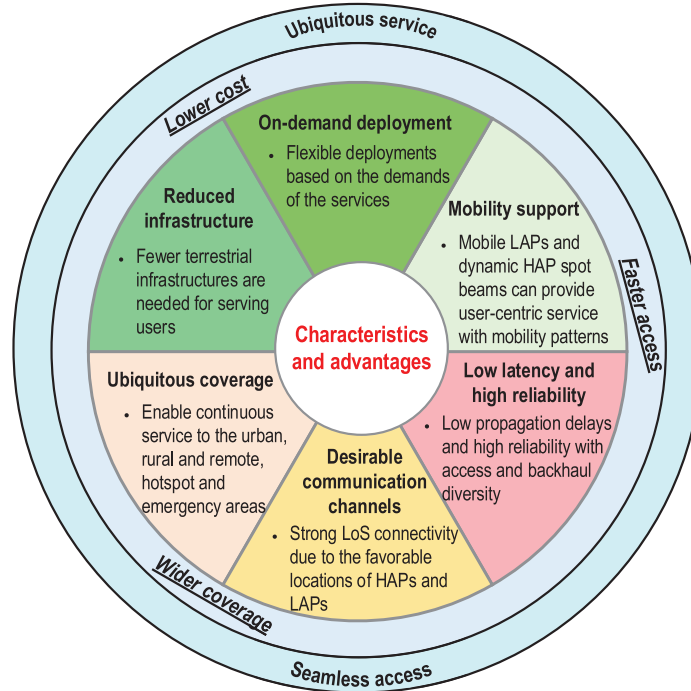 Ubiquitous service
Lower cost
On-demand deployment
• Flexible deployments
based on the demands
of the services
Mobility support
• Mobile LAPs and
dynamic HAP spot
beams can provide
user-centric service
with mobility patterns
Faster access
Low latency and
high reliability
• Low propagation delays
and high reliability with
access and backhaul
diversity
Desirable
communication
channels
• Strong LoS connectivity
due to the favorable
locations of HAPs and
LAPs
Ubiquitous coverage
• Enable continuous
service to the urban,
rural and remote,
hotspot and
emergency areas
Reduced
infrastructure
• Fewer terrestrial
infrastructures are
needed for serving
users
Characteristics
and advantages
Wider coverage
Seamless access